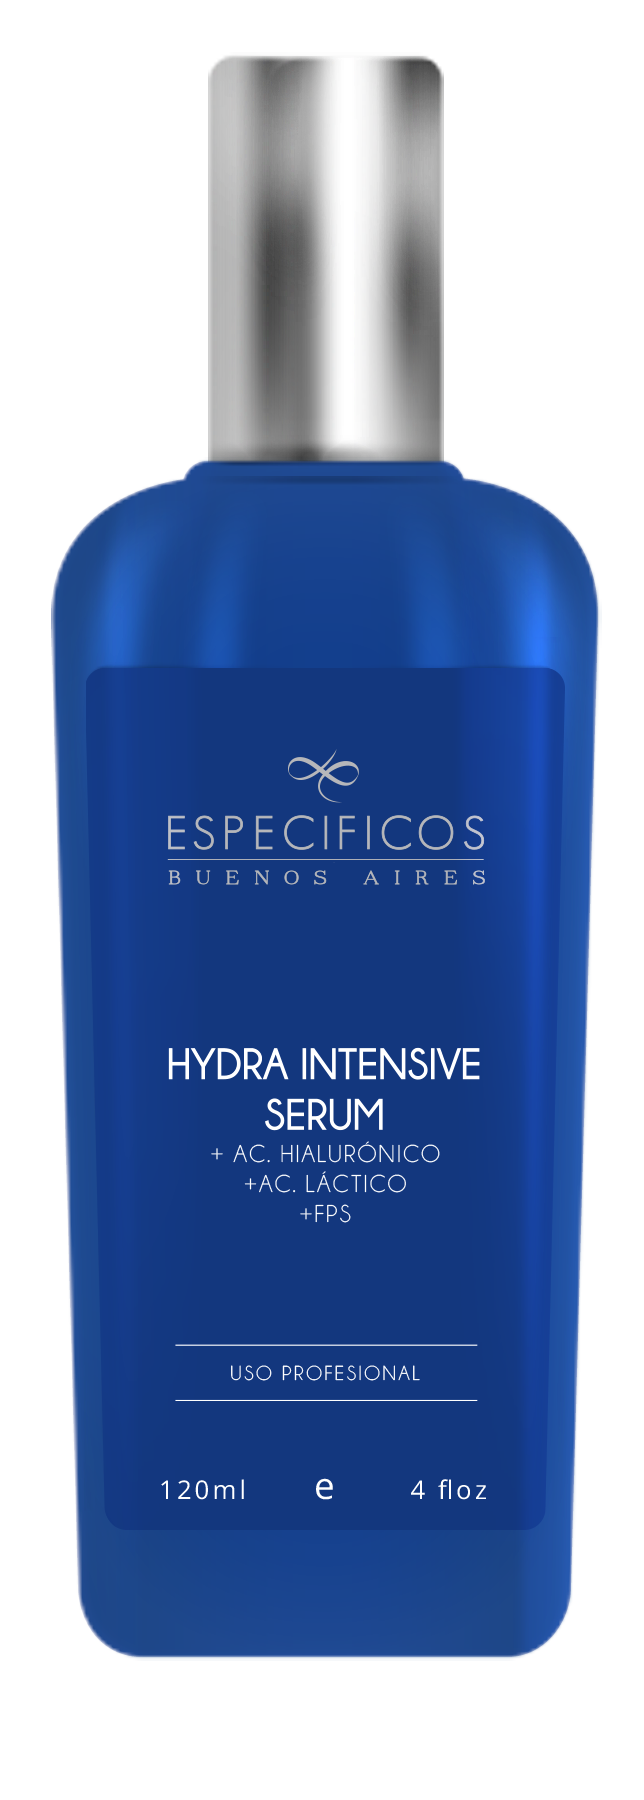 ESPECIFICOS
BUENOS AIRES
HYDRA INTENSIVE
SERUM
+ AC. HIALURÓNICO
+AC. LÁCTICO
+FPS
USO PROFESIONAL
120ml e 4 floz